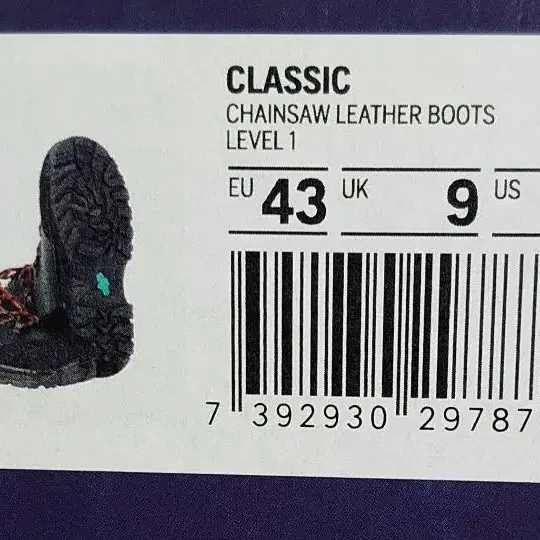 CLASSIC
CHAINSAW LEATHER BOOTS
LEVEL 1
EU 43 UK 9 US
7 392930 29787